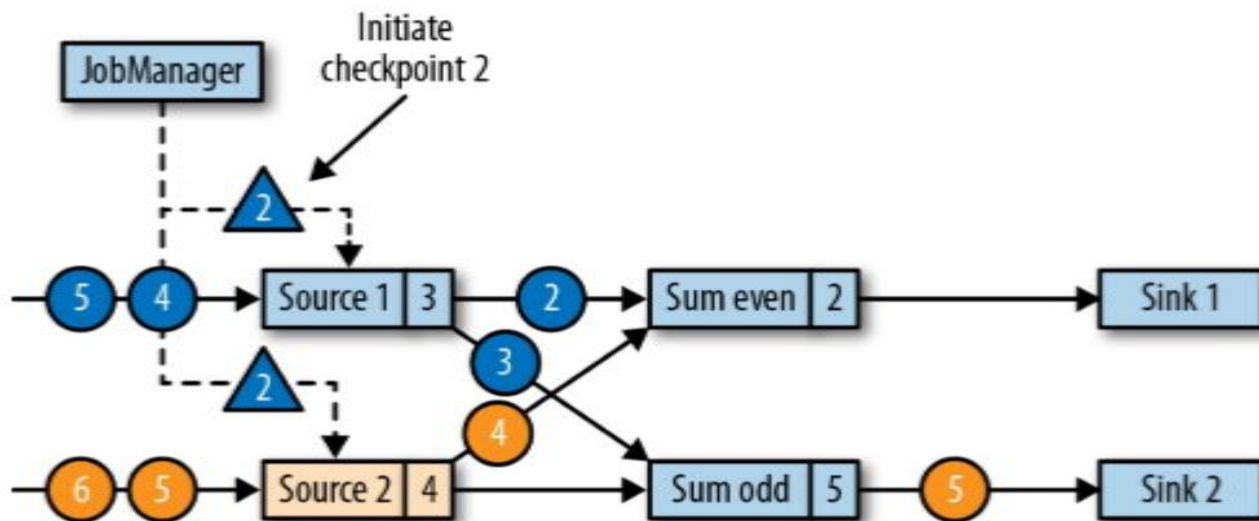 Initiate
checkpoint 2
JobManager
2
5 4 Source 1 3 2 Sum even 2 Sink 1
3
2
4
6 5 Source 2 4 Sum odd 5 5 Sink 2